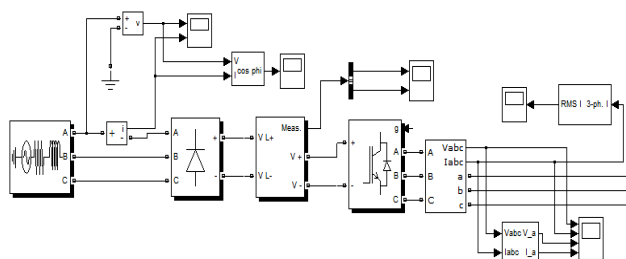 +
-
v
V
I
cos phi
A
B
C
+
i
-
A
B
C
+
-
V L+
V L-
Meas.
V +
V -
g
+
-
A
B
C
A
B
C
Vabc
Iabc
a
b
c
RMS I 3-ph. I
Vabc V_a
Iabc I_a